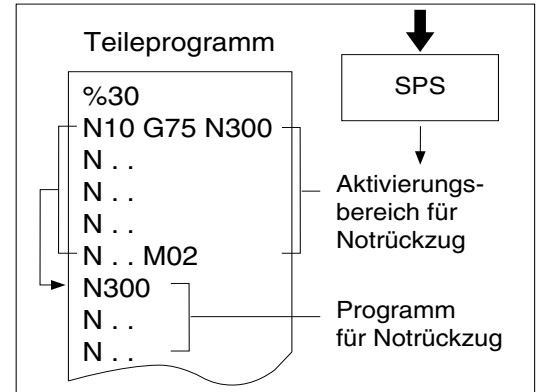 Teileprogramm
%30
N10 G75 N300
N . .
N . .
N . .
N . . M02
N300
N . .
N . .
SPS
Aktivierungs-
bereich für
Notrückzug
Programm
für Notrückzug